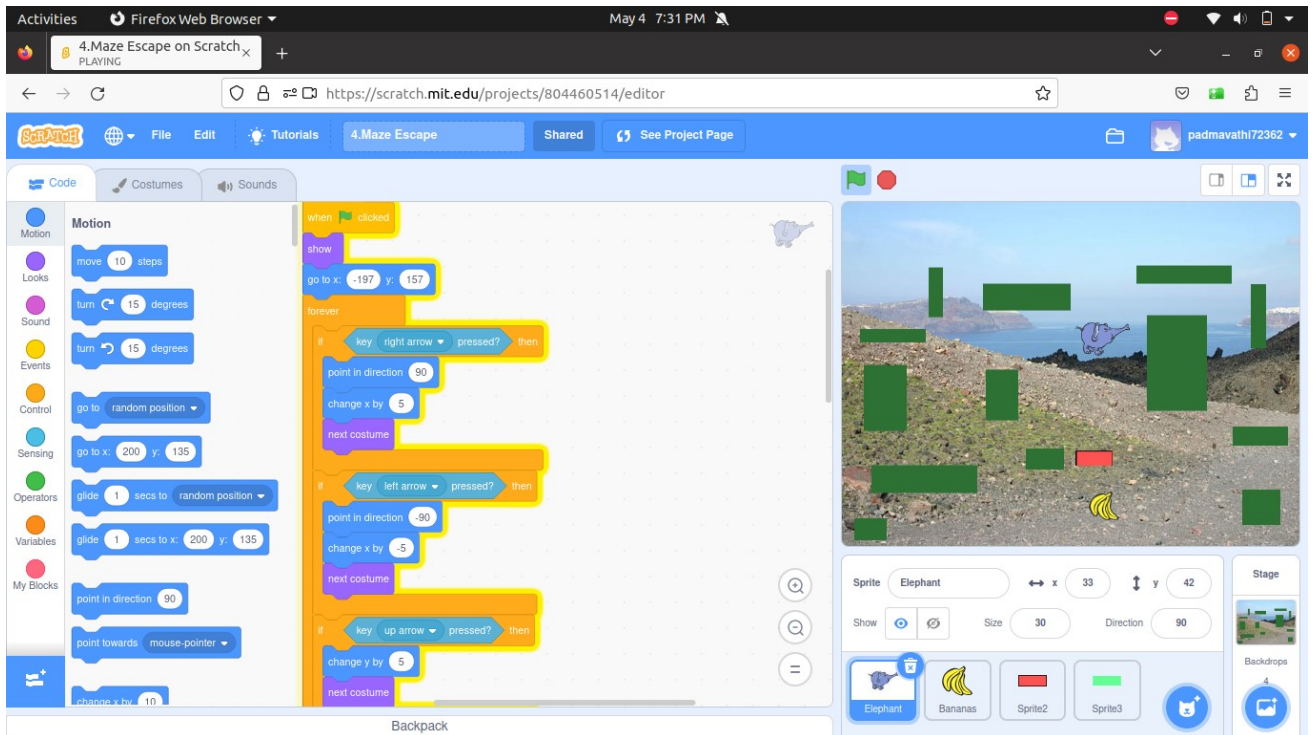 Activities Firefox Web Browser May 4 7:31 PM
4.Maze Escape on Scratch
PLAYING
https://scratch.mit.edu/projects/804460514/editor
SCRATCH File Edit Tutorials 4.Maze Escape Shared See Project Page padmavathi72362
Code Costumes Sounds
Motion
Looks
Sound
Events
Control
Sensing
Operators
Variables
My Blocks
Motion
move 10 steps
turn 15 degrees
turn 15 degrees
go to random position
go to x: 200 y: 135
glide 1 secs to random position
glide 1 secs to x: 200 y: 135
point in direction 90
point towards mouse-pointer
change x by 10
when clicked
show
go to x: -197 y: 157
forever
if key right arrow pressed? then
point in direction 90
change x by 5
next costume
if key left arrow pressed? then
point in direction -90
change x by -5
next costume
if key up arrow pressed? then
change y by 5
next costume
Sprite Elephant x 33 y 42
Show Size 30 Direction 90
Elephant Bananas Sprite2 Sprite3
Stage
Backdrops
4
Backpack